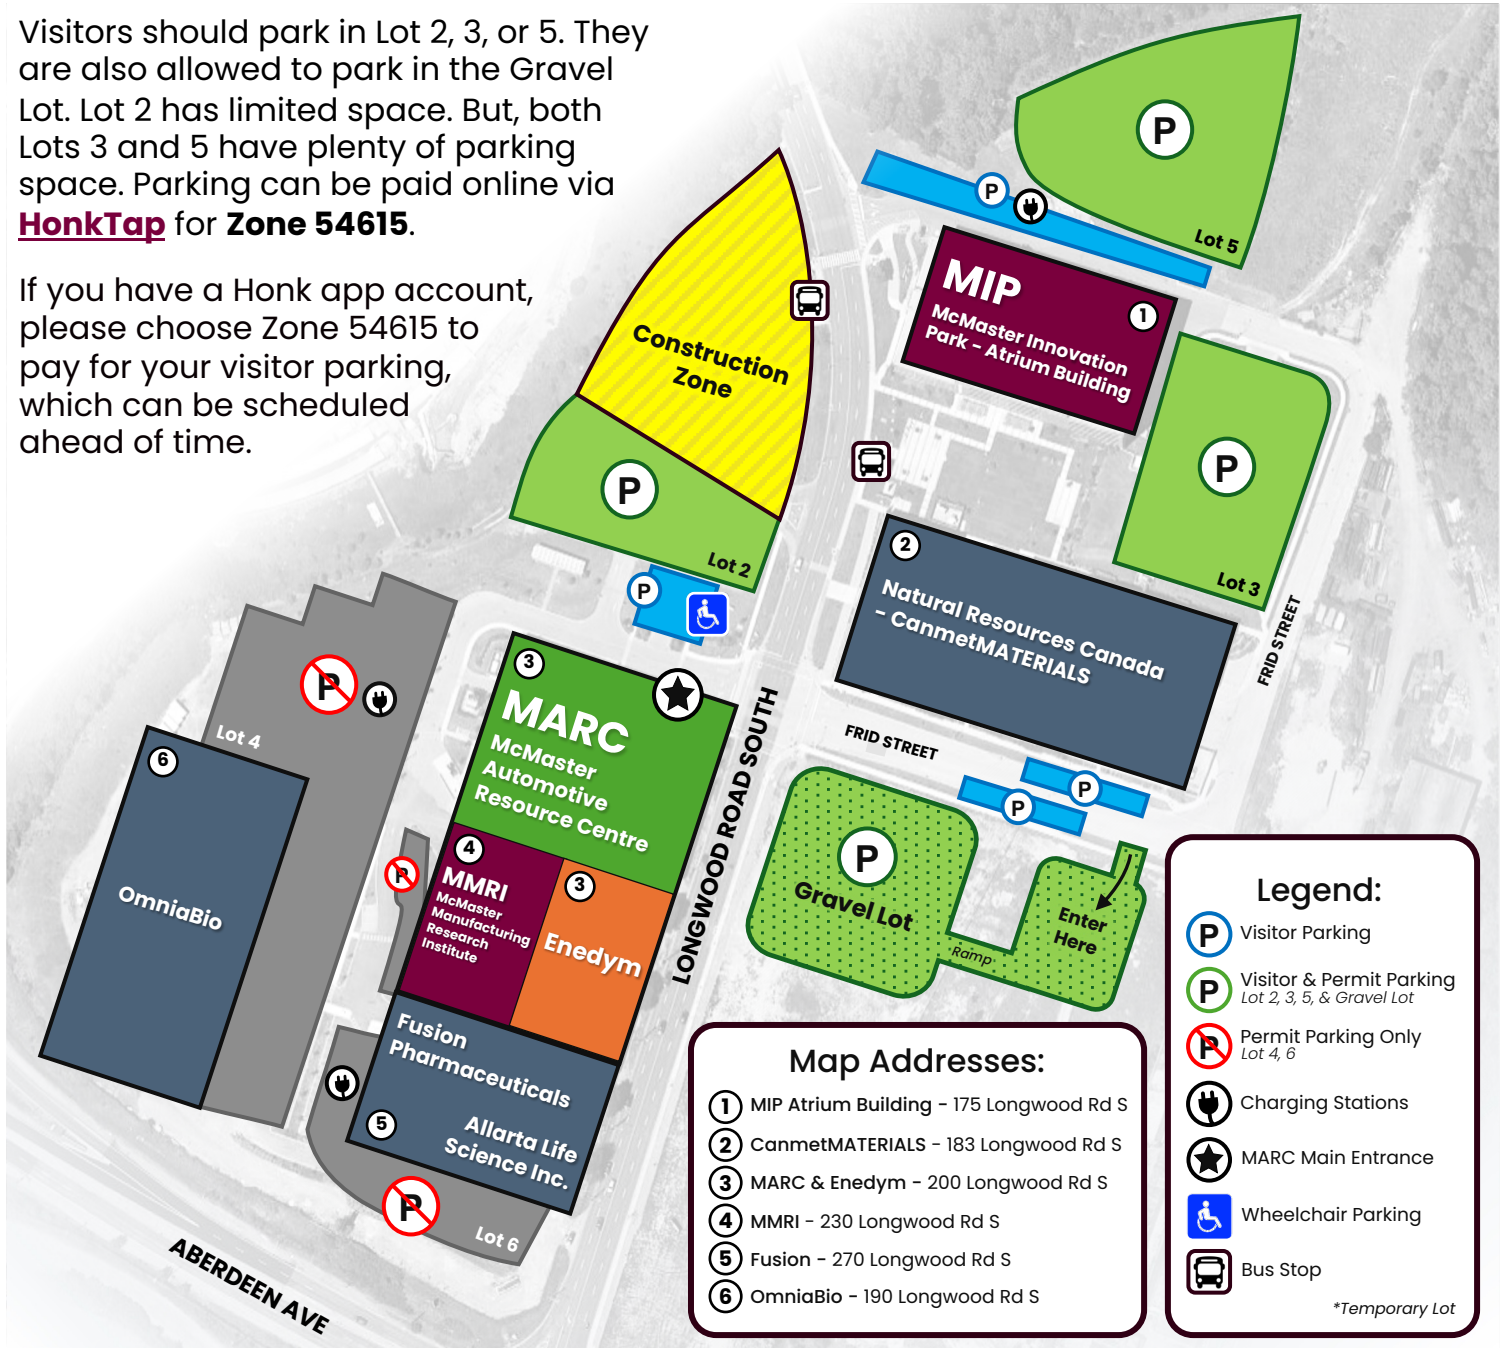 Visitors should park in Lot 2, 3, or 5. They
are also allowed to park in the Gravel
Lot. Lot 2 has limited space. But, both
Lots 3 and 5 have plenty of parking
space. Parking can be paid online via
HonkTap for Zone 54615.
If you have a Honk app account,
please choose Zone 54615 to
pay for your visitor parking,
which can be scheduled
ahead of time.
P
Lot 5
P
MIP
1
McMaster Innovation
Park - Atrium Building
Construction
Zone
P
Lot 3
P
Lot 2
P
2
Natural Resources Canada
- CanmetMATERIALS
FRID STREET
FRID STREET
P
P
P
Lot 4
3
MARC
McMaster
Automotive
Resource Centre
LONGWOOD ROAD SOUTH
6
OmniaBio
P
4
MMRI
McMaster
Manufacturing
Research
Institute
3
Enedym
P
Gravel Lot
Enter
Here
Ramp
Fusion
Pharmaceuticals
5
Allarta Life
Science Inc.
P
Lot 6
ABERDEEN AVE
Map Addresses:
1 MIP Atrium Building - 175 Longwood Rd S
2 CanmetMATERIALS - 183 Longwood Rd S
3 MARC & Enedym - 200 Longwood Rd S
4 MMRI - 230 Longwood Rd S
5 Fusion - 270 Longwood Rd S
6 OmniaBio - 190 Longwood Rd S
Legend:
P Visitor Parking
P Visitor & Permit Parking
Lot 2, 3, 5, & Gravel Lot
P Permit Parking Only
Lot 4, 6
Charging Stations
MARC Main Entrance
Wheelchair Parking
Bus Stop
*Temporary Lot